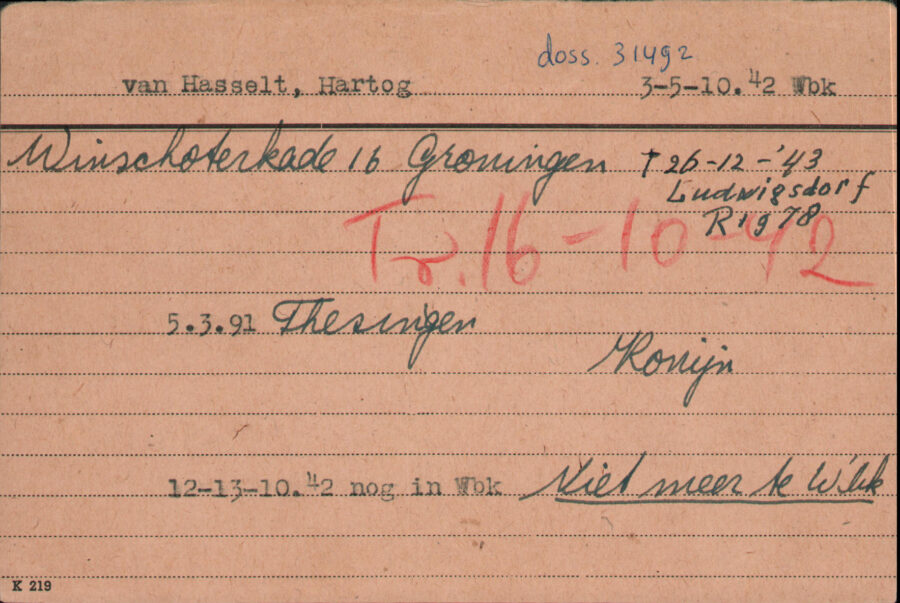 doss. 31492
van Hasselt, Hartog 3-5-10.42 Wbk
Winschoterkade 16 Groningen † 26-12-'43
Ludwigsdorf
R 1978
Tr. 16-10-42
5.3.91 Thesingen
Konijn
12-13-10.42 nog in Wbk Niet meer te Wbk
K 219